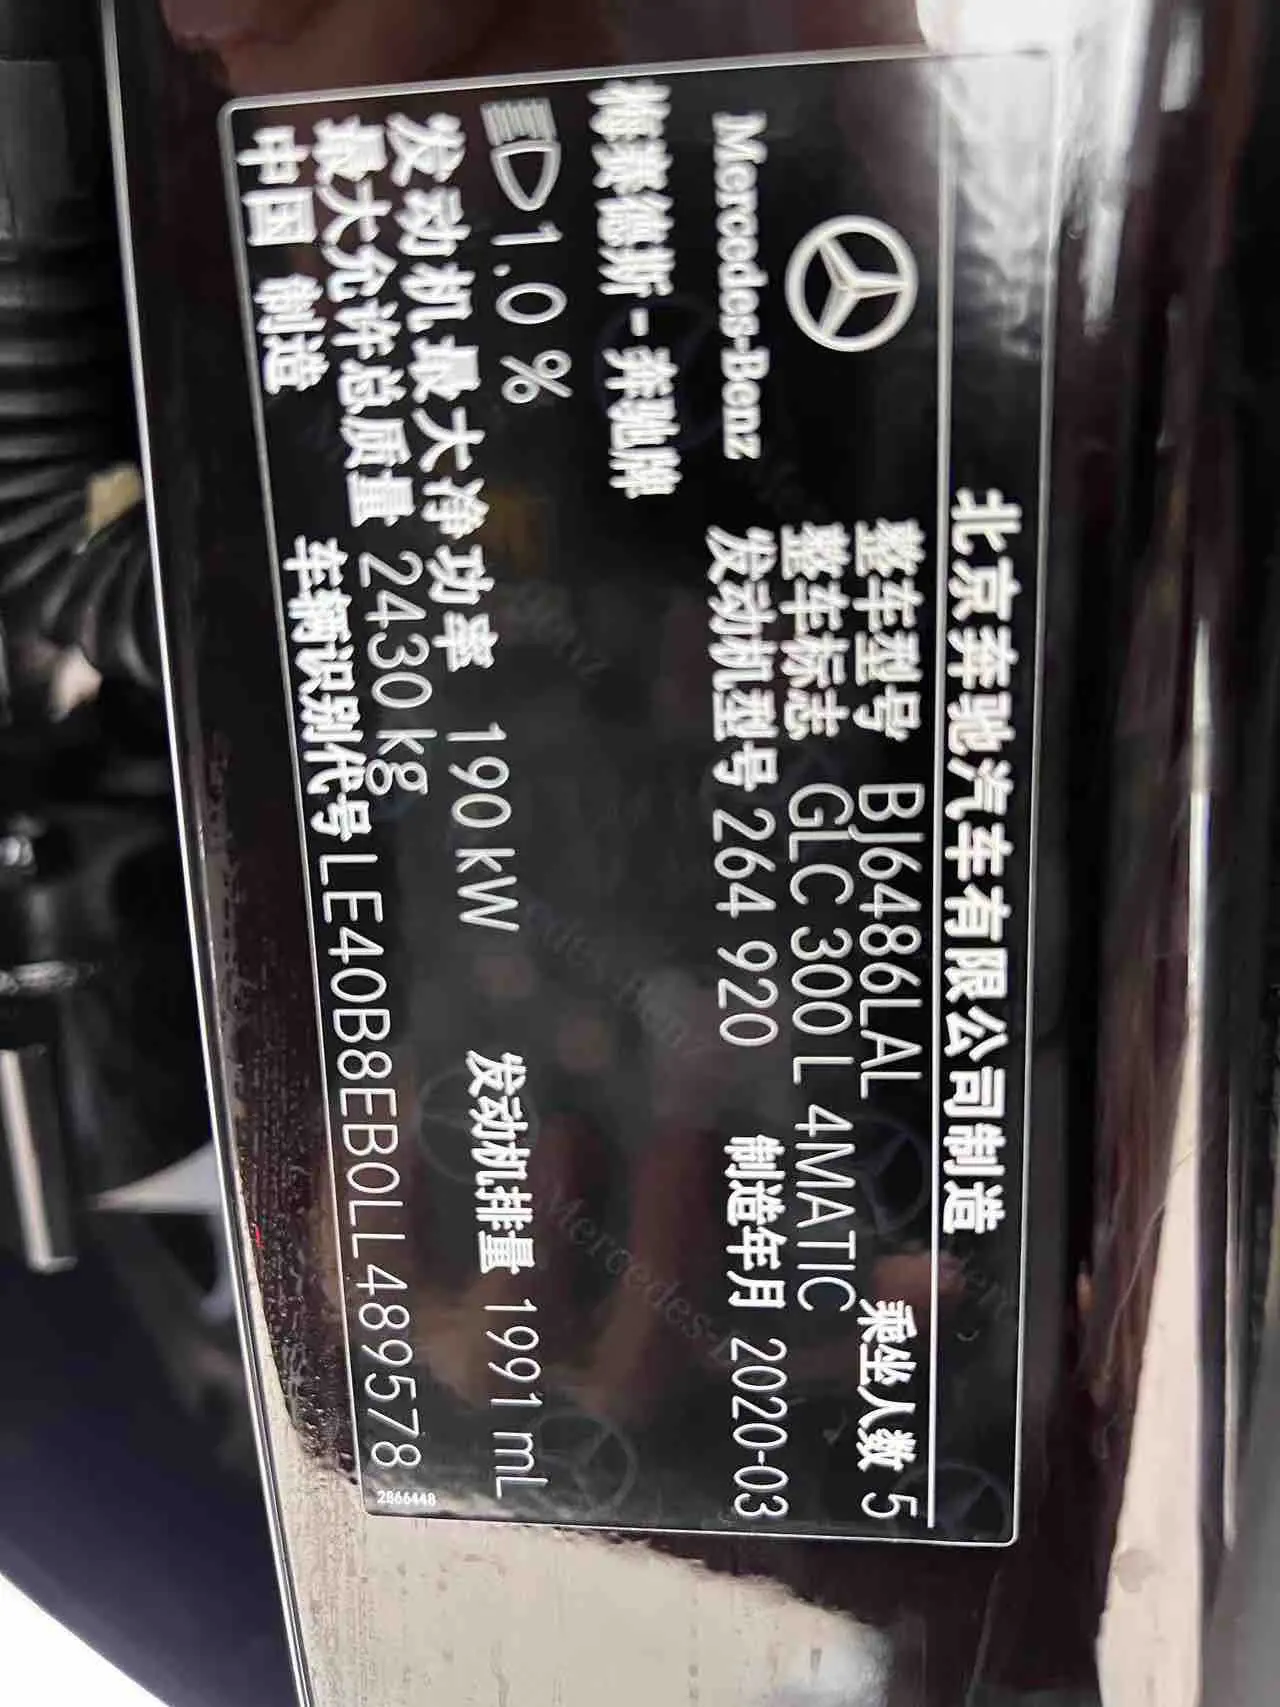 北京奔驰汽车有限公司制造
Mercedes-Benz
梅赛德斯-奔驰牌
整车型号 BJ6486LAL 乘坐人数 5
整车标志 GLC 300 L 4MATIC
发动机型号 264 920 制造年月 2020-03
1.0 %
发动机最大净功率 190 kW 发动机排量 1991 mL
最大允许总质量 2430 kg
中国 制造 车辆识别代号 LE40B8EB0LL489578
2866448